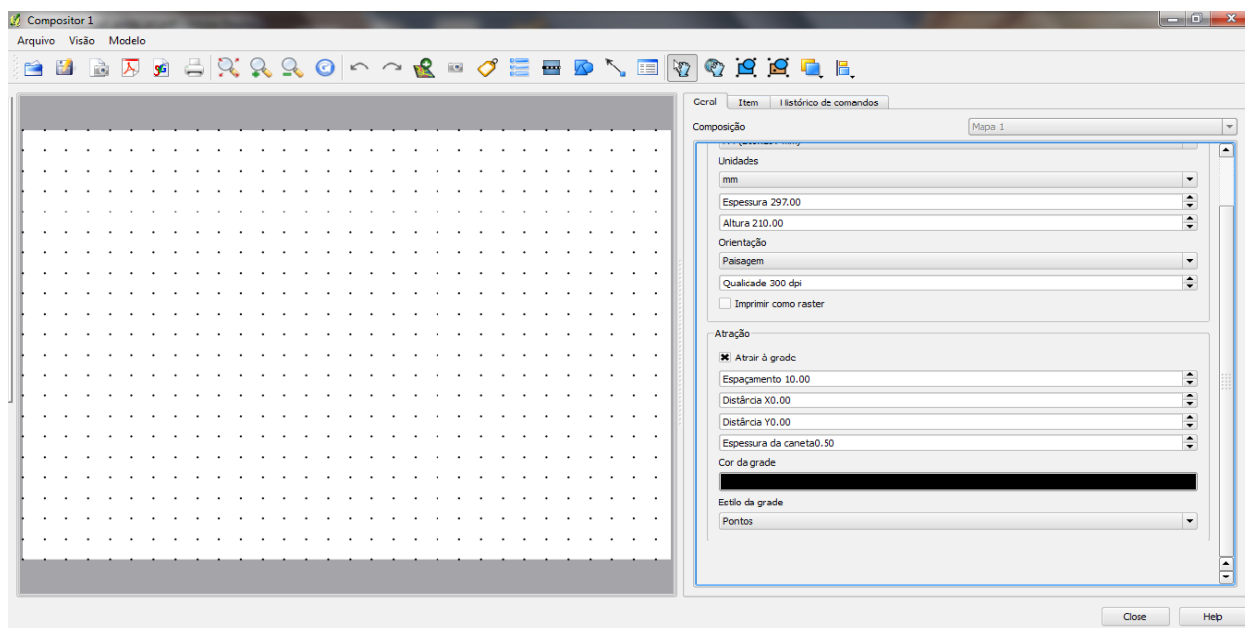 Compositor 1
Arquivo Visão Modelo
Geral Item Histórico de comandos
Composição Mapa 1
Unidades
mm
Espessura 297.00
Altura 210.00
Orientação
Paisagem
Qualicade 300 dpi
Imprimir como raster
Atração
Atrair à grade
Espaçamento 10.00
Distância X0.00
Distância Y0.00
Espessura da caneta0.50
Cor da grade
Estilo da grade
Pontos
Close Help